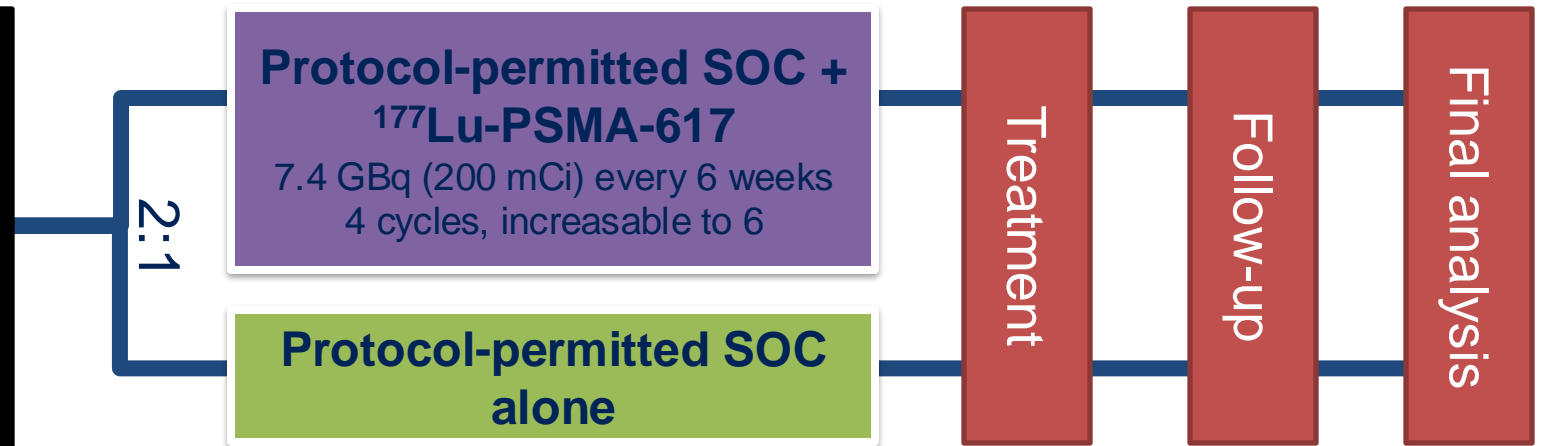 2:1
Protocol-permitted SOC +
¹⁷⁷Lu-PSMA-617
7.4 GBq (200 mCi) every 6 weeks
4 cycles, increasable to 6
Protocol-permitted SOC
alone
Treatment
Follow-up
Final analysis